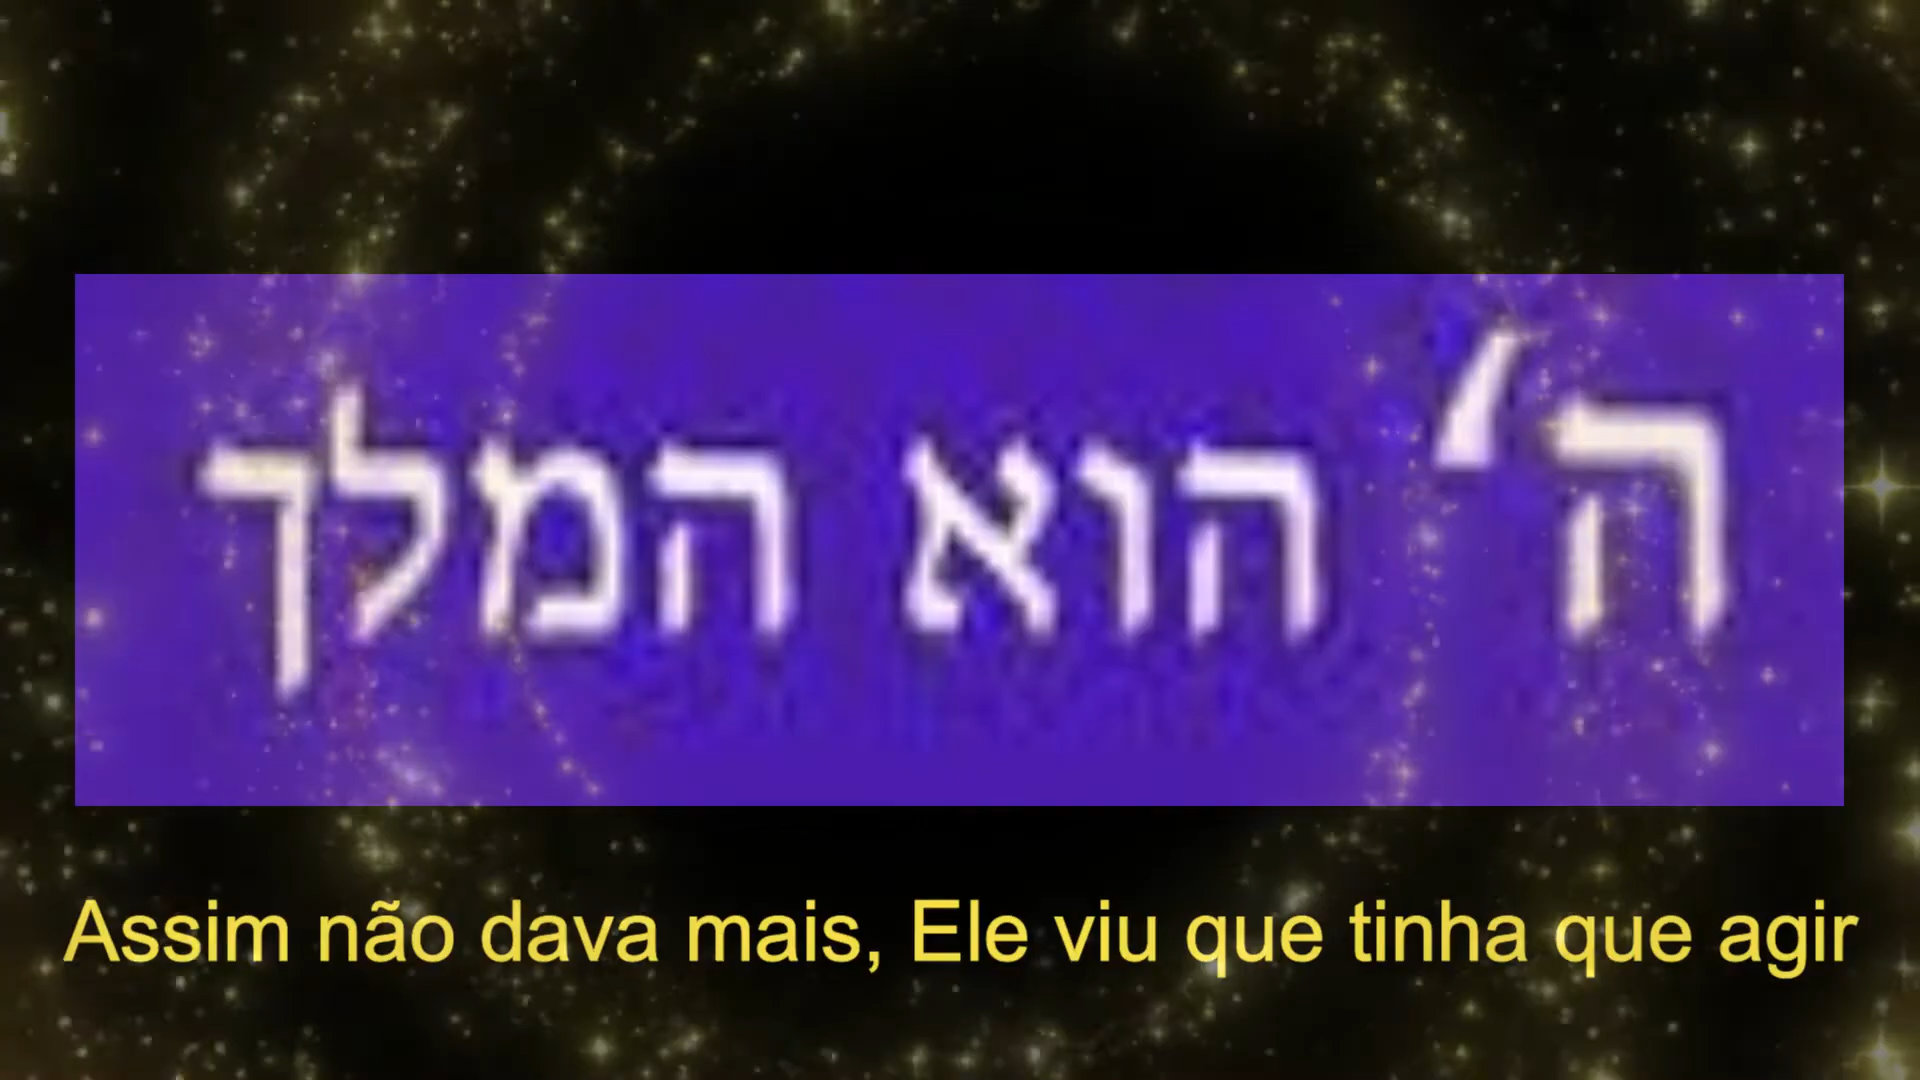 ה‘ הוא המלך
Assim não dava mais, Ele viu que tinha que agir